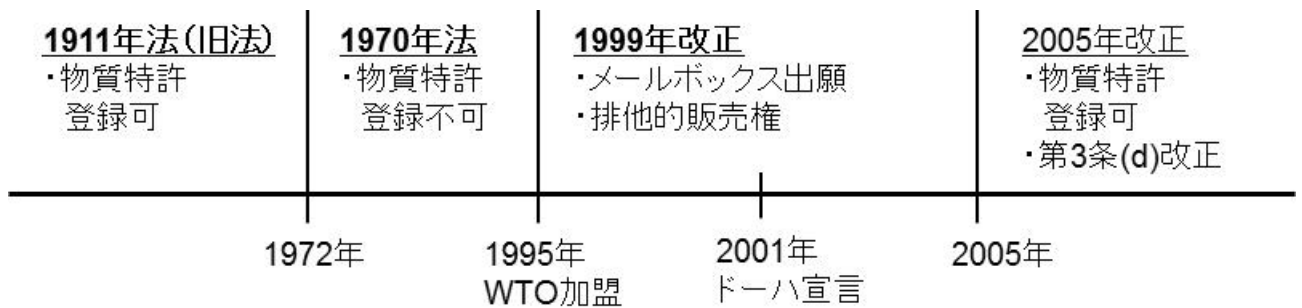 1911年法(旧法)
・物質特許
登録可
1970年法
・物質特許
登録不可
1999年改正
・メールボックス出願
・排他的販売権
2005年改正
・物質特許
登録可
・第3条(d)改正
1972年
1995年
WTO加盟
2001年
ドーハ宣言
2005年